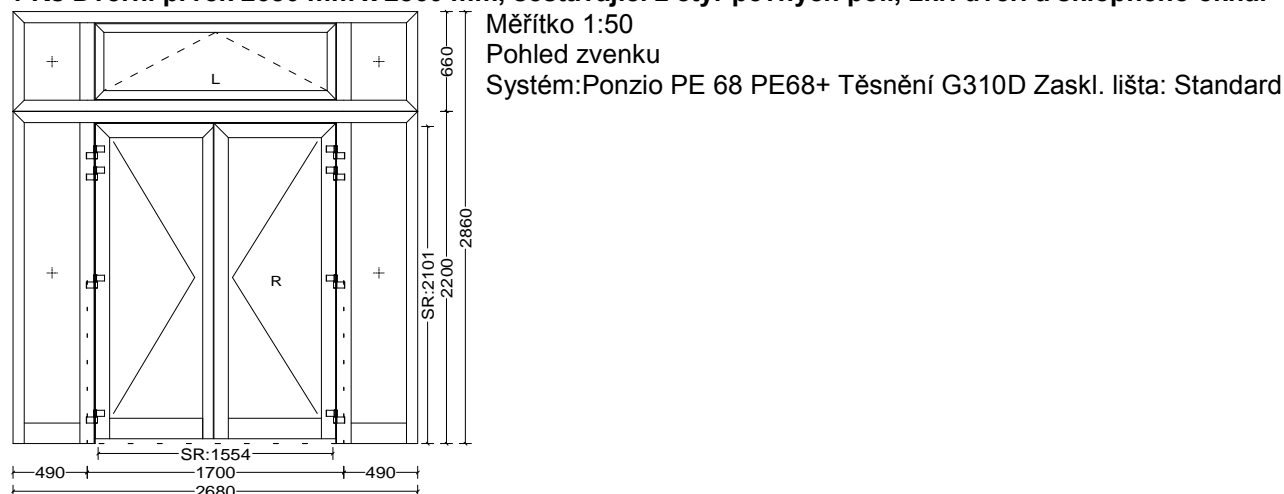 Měřítko 1:50
Pohled zvenku
Systém:Ponzio PE 68 PE68+ Těsnění G310D Zaskl. lišta: Standard
L
R
660
2200
2860
SR:2101
SR:1554
490
1700
490
2680